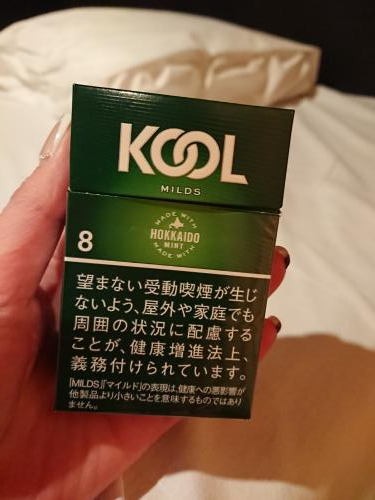 KOOL
MILDS
MADE WITH
HOKKAIDO
MINT
MADE WITH
8
望まない受動喫煙が生じ
ないよう、屋外や家庭でも
周囲の状況に配慮する
ことが、健康増進法上、
義務付けられています。
「MILDS」「マイルド」の表現は、健康への悪影響が
他製品より小さいことを意味するものではあり
ません。